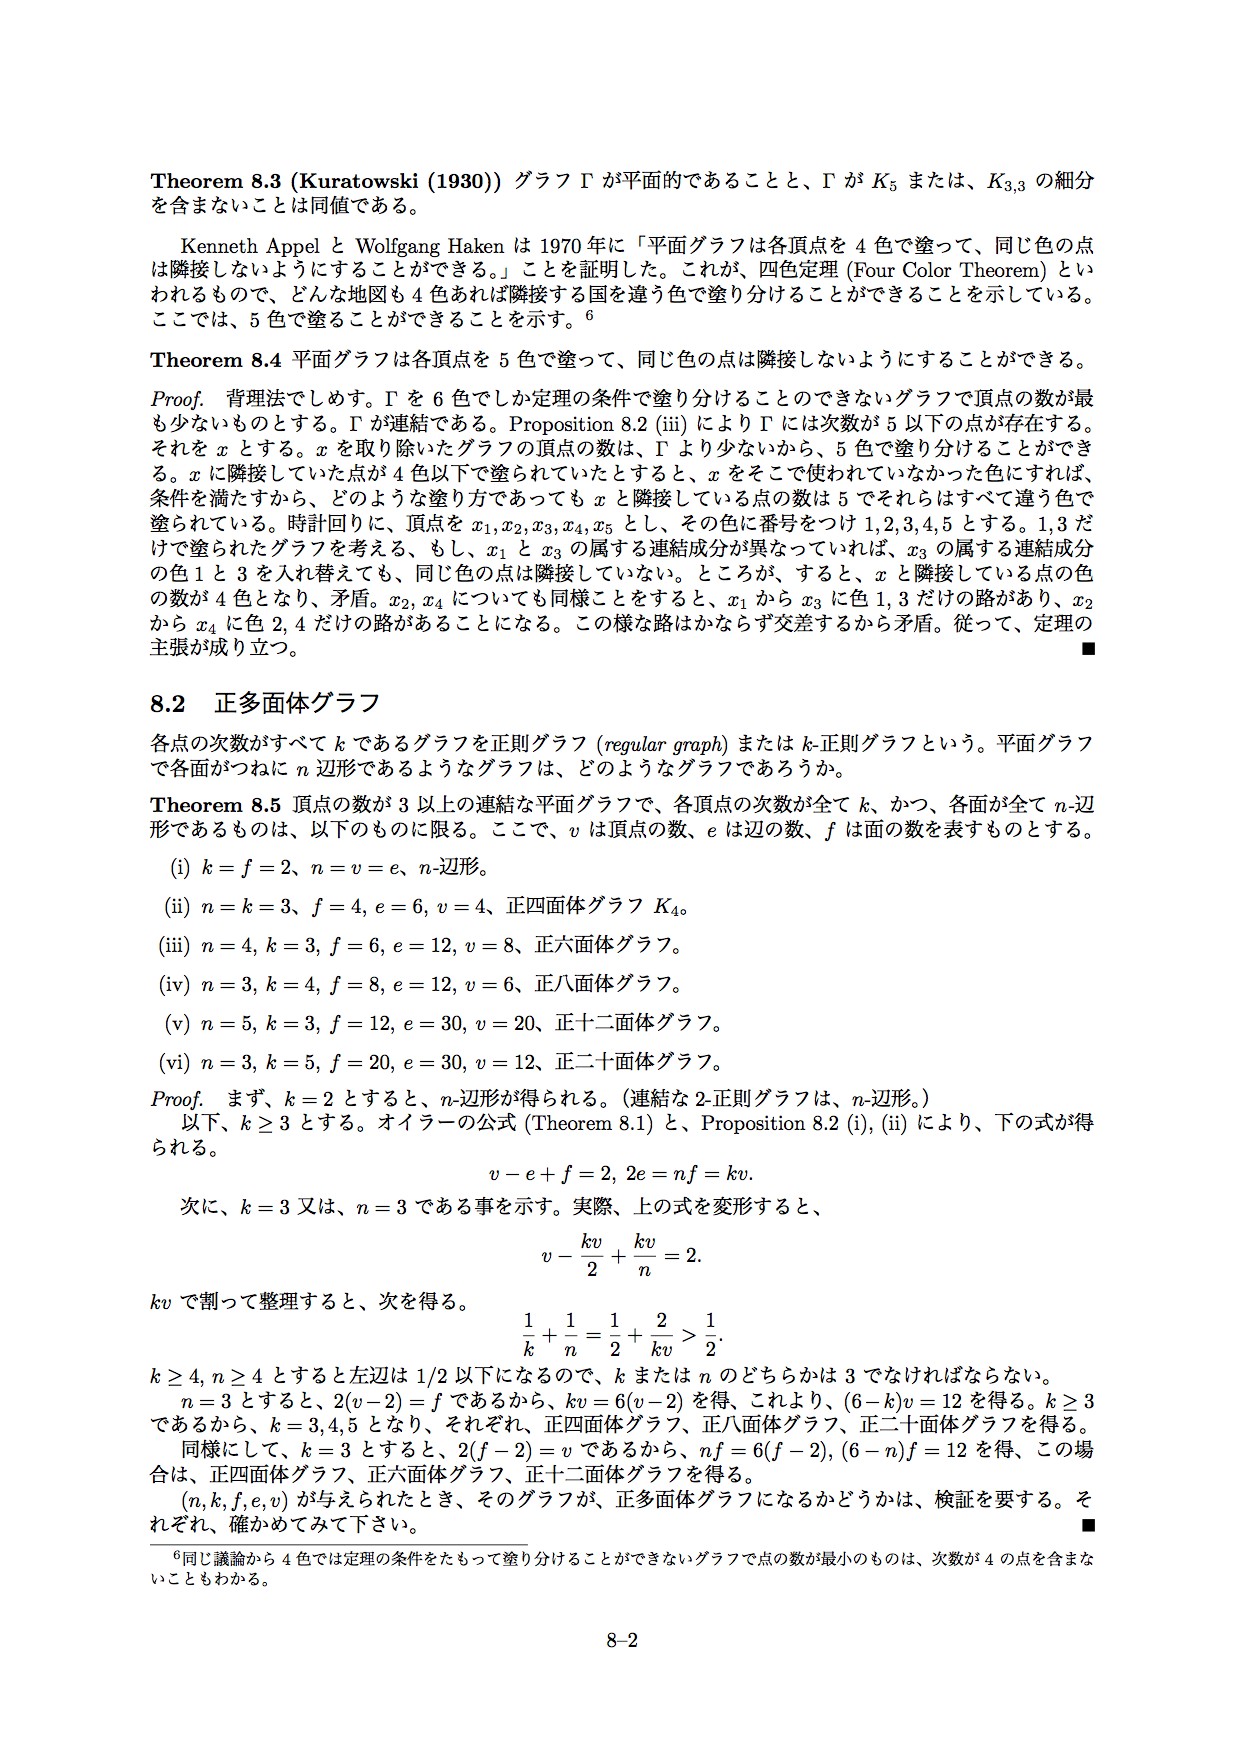 Theorem 8.3 (Kuratowski (1930)) グラフ Γ が平面的であることと、Γ が K₅ または、K₃,₃ の細分
を含まないことは同値である。
Kenneth Appel と Wolfgang Haken は 1970 年に「平面グラフは各頂点を 4 色で塗って、同じ色の点
は隣接しないようにすることができる。」ことを証明した。これが、四色定理 (Four Color Theorem) とい
われるもので、どんな地図も 4 色あれば隣接する国を違う色で塗り分けることができることを示している。
ここでは、5 色で塗ることができることを示す。⁶
Theorem 8.4 平面グラフは各頂点を 5 色で塗って、同じ色の点は隣接しないようにすることができる。
Proof. 背理法でしめす。Γ を 6 色でしか定理の条件で塗り分けることのできないグラフで頂点の数が最
も少ないものとする。Γ が連結である。Proposition 8.2 (iii) により Γ には次数が 5 以下の点が存在する。
それを x とする。x を取り除いたグラフの頂点の数は、Γ より少ないから、5 色で塗り分けることができ
る。x に隣接していた点が 4 色以下で塗られていたとすると、x をそこで使われていなかった色にすれば、
条件を満たすから、どのような塗り方であっても x と隣接している点の数は 5 でそれらはすべて違う色で
塗られている。時計回りに、頂点を x₁, x₂, x₃, x₄, x₅ とし、その色に番号をつけ 1, 2, 3, 4, 5 とする。1, 3 だ
けで塗られたグラフを考える、もし、x₁ と x₃ の属する連結成分が異なっていれば、x₃ の属する連結成分
の色 1 と 3 を入れ替えても、同じ色の点は隣接していない。ところが、すると、x と隣接している点の色
の数が 4 色となり、矛盾。x₂, x₄ についても同様ことをすると、x₁ から x₃ に色 1, 3 だけの路があり、x₂
から x₄ に色 2, 4 だけの路があることになる。この様な路はかならず交差するから矛盾。従って、定理の
主張が成り立つ。 ■
8.2 正多面体グラフ
各点の次数がすべて k であるグラフを正則グラフ (regular graph) または k-正則グラフという。平面グラフ
で各面がつねに n 辺形であるようなグラフは、どのようなグラフであろうか。
Theorem 8.5 頂点の数が 3 以上の連結な平面グラフで、各頂点の次数が全て k、かつ、各面が全て n-辺
形であるものは、以下のものに限る。ここで、v は頂点の数、e は辺の数、f は面の数を表すものとする。
(i) k = f = 2、n = v = e、n-辺形。
(ii) n = k = 3、f = 4, e = 6, v = 4、正四面体グラフ K₄。
(iii) n = 4, k = 3, f = 6, e = 12, v = 8、正六面体グラフ。
(iv) n = 3, k = 4, f = 8, e = 12, v = 6、正八面体グラフ。
(v) n = 5, k = 3, f = 12, e = 30, v = 20、正十二面体グラフ。
(vi) n = 3, k = 5, f = 20, e = 30, v = 12、正二十面体グラフ。
Proof. まず、k = 2 とすると、n-辺形が得られる。（連結な 2-正則グラフは、n-辺形。）
以下、k ≥ 3 とする。オイラーの公式 (Theorem 8.1) と、Proposition 8.2 (i), (ii) により、下の式が得
られる。
v − e + f = 2, 2e = nf = kv.
次に、k = 3 又は、n = 3 である事を示す。実際、上の式を変形すると、
v − kv/2 + kv/n = 2.
kv で割って整理すると、次を得る。
1/k + 1/n = 1/2 + 2/kv > 1/2.
k ≥ 4, n ≥ 4 とすると左辺は 1/2 以下になるので、k または n のどちらかは 3 でなければならない。
n = 3 とすると、2(v − 2) = f であるから、kv = 6(v − 2) を得、これより、(6 − k)v = 12 を得る。k ≥ 3
であるから、k = 3, 4, 5 となり、それぞれ、正四面体グラフ、正八面体グラフ、正二十面体グラフを得る。
同様にして、k = 3 とすると、2(f − 2) = v であるから、nf = 6(f − 2), (6 − n)f = 12 を得、この場
合は、正四面体グラフ、正六面体グラフ、正十二面体グラフを得る。
(n, k, f, e, v) が与えられたとき、そのグラフが、正多面体グラフになるかどうかは、検証を要する。そ
れぞれ、確かめてみて下さい。 ■
⁶同じ議論から 4 色では定理の条件をたもって塗り分けることができないグラフで点の数が最小のものは、次数が 4 の点を含まな
いこともわかる。
8–2